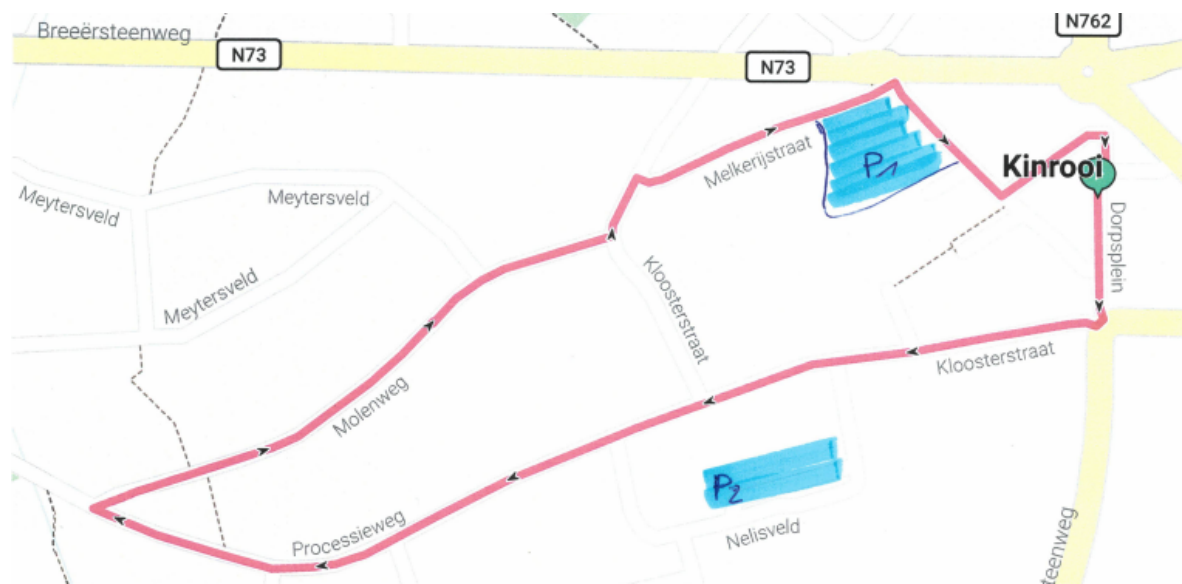 N762
Breeërsteenweg
N73
N73
Melkerijstraat
P1
Kinrooi
Meytersveld
Meytersveld
Dorpsplein
Meytersveld
Kloosterstraat
Kloosterstraat
Molenweg
P2
Processieweg
Nelisveld
steenweg